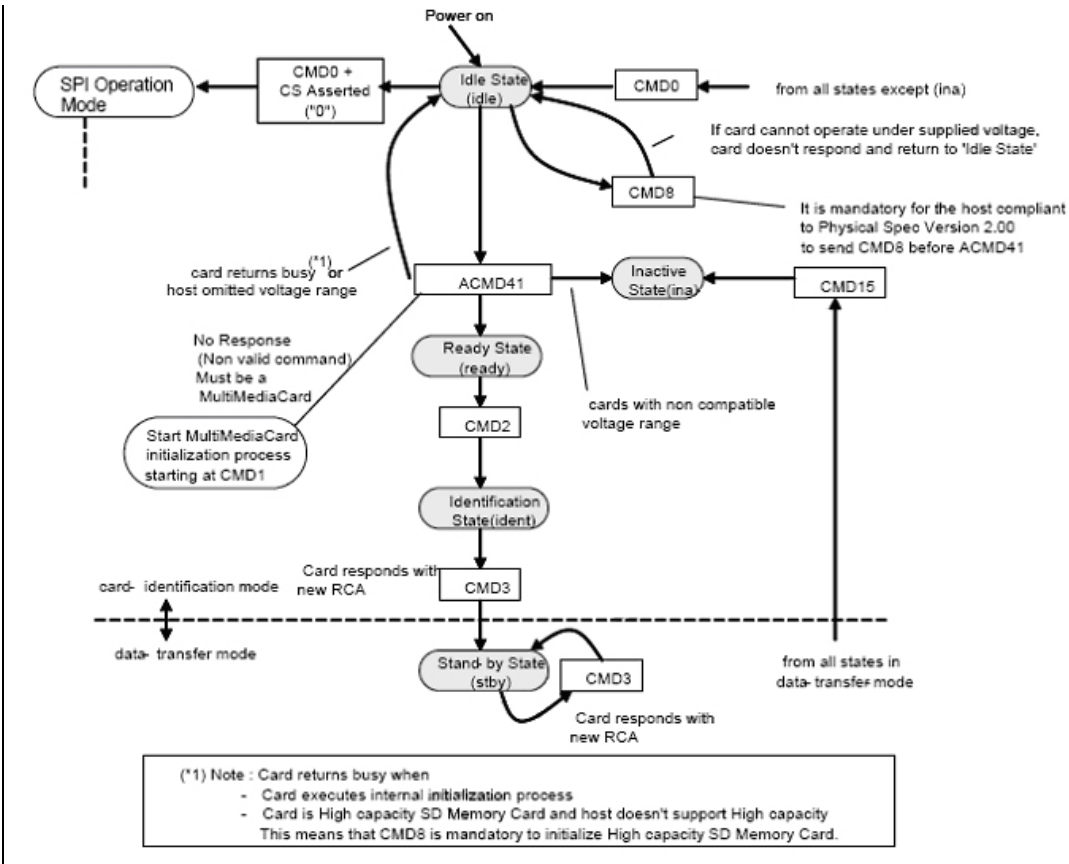 Power on
SPI Operation
Mode
CMD0 +
CS Asserted
("0")
Idle State
(idle)
CMD0
from all states except (ina)
If card cannot operate under supplied voltage,
card doesn't respond and return to 'Idle State'
CMD8
It is mandatory for the host compliant
to Physical Spec Version 2.00
to send CMD8 before ACMD41
card returns busy (*1) or
host omitted voltage range
ACMD41
Inactive
State(ina)
CMD15
No Response
(Non valid command)
Must be a
MultiMediaCard
Ready State
(ready)
cards with non compatible
voltage range
CMD2
Start MultiMediaCard
initialization process
starting at CMD1
Identification
State(ident)
Card responds with
new RCA
CMD3
card- identification mode
data- transfer mode
Stand- by State
(stby)
CMD3
from all states in
data- transfer mode
Card responds with
new RCA
(*1) Note : Card returns busy when
- Card executes internal initialization process
- Card is High capacity SD Memory Card and host doesn't support High capacity
This means that CMD8 is mandatory to initialize High capacity SD Memory Card.